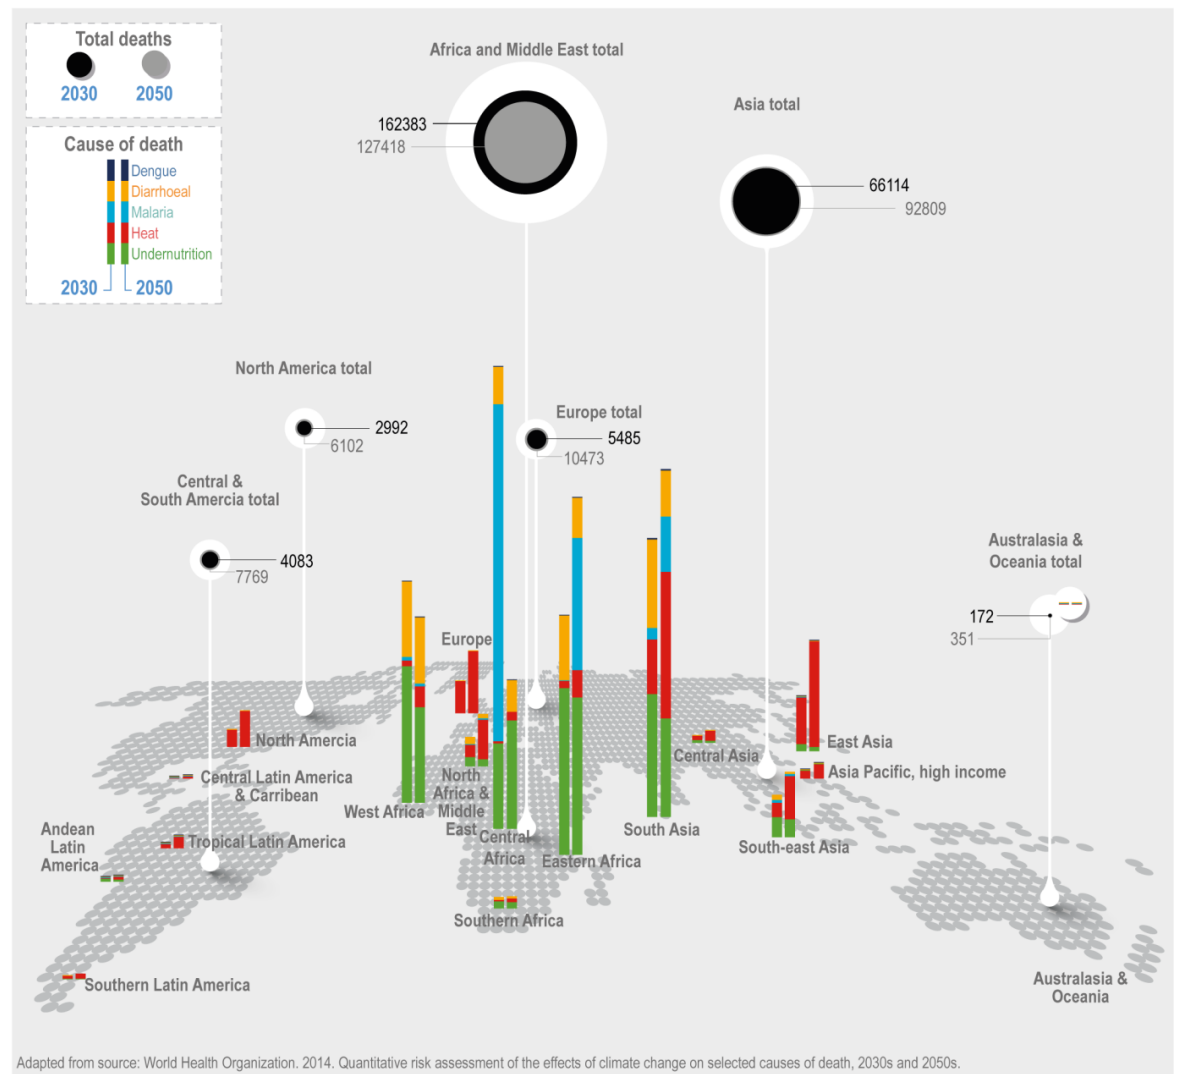 Total deaths
2030
2050
Cause of death
Dengue
Diarrhoeal
Malaria
Heat
Undernutrition
2030
2050
Africa and Middle East total
162383
127418
Asia total
66114
92809
North America total
2992
6102
Europe total
5485
10473
Central &
South Amercia total
4083
7769
Australasia &
Oceania total
172
351
Europe
North Amercia
Central Latin America
& Carribean
West Africa
North
Africa &
Middle
East
Central
Africa
Eastern Africa
South Asia
Central Asia
East Asia
Asia Pacific, high income
South-east Asia
Andean
Latin
America
Tropical Latin America
Southern Africa
Southern Latin America
Australasia &
Oceania
Adapted from source: World Health Organization. 2014. Quantitative risk assessment of the effects of climate change on selected causes of death, 2030s and 2050s.